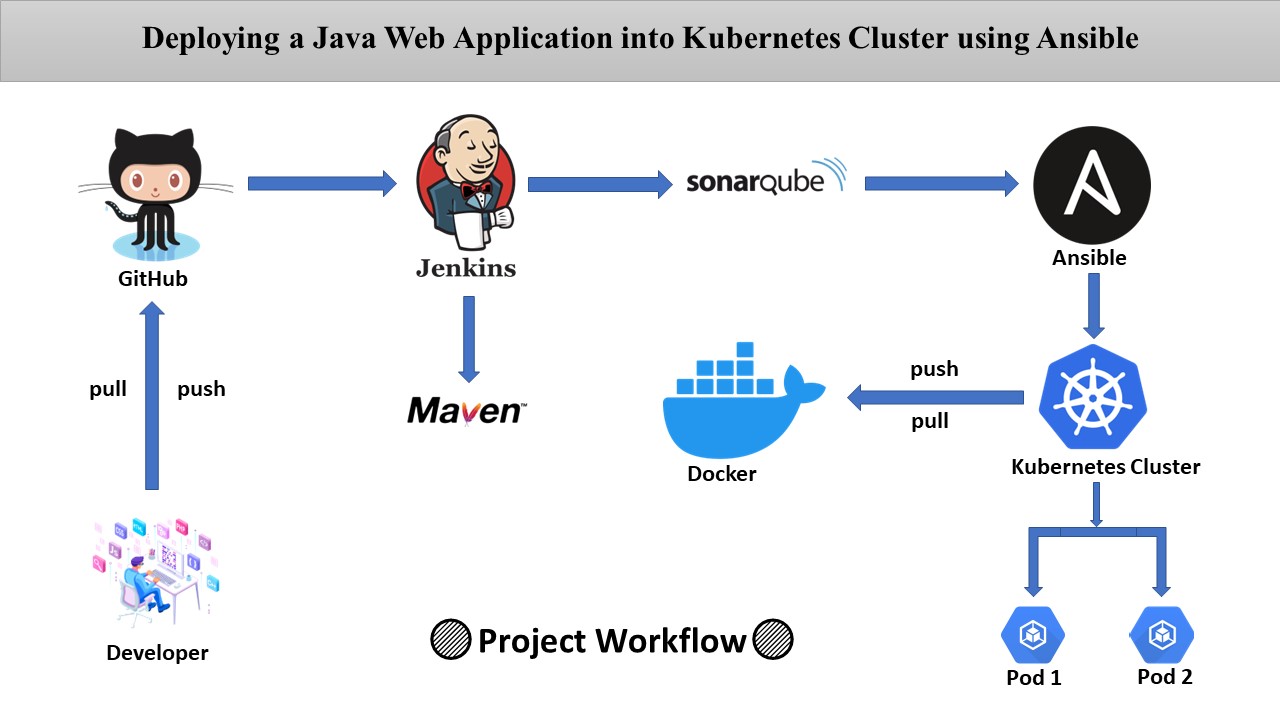 Deploying a Java Web Application into Kubernetes Cluster using Ansible
GitHub
Jenkins
sonarqube
Ansible
pull
push
Maven™
Docker
push
pull
Kubernetes Cluster
Developer
Project Workflow
Pod 1
Pod 2